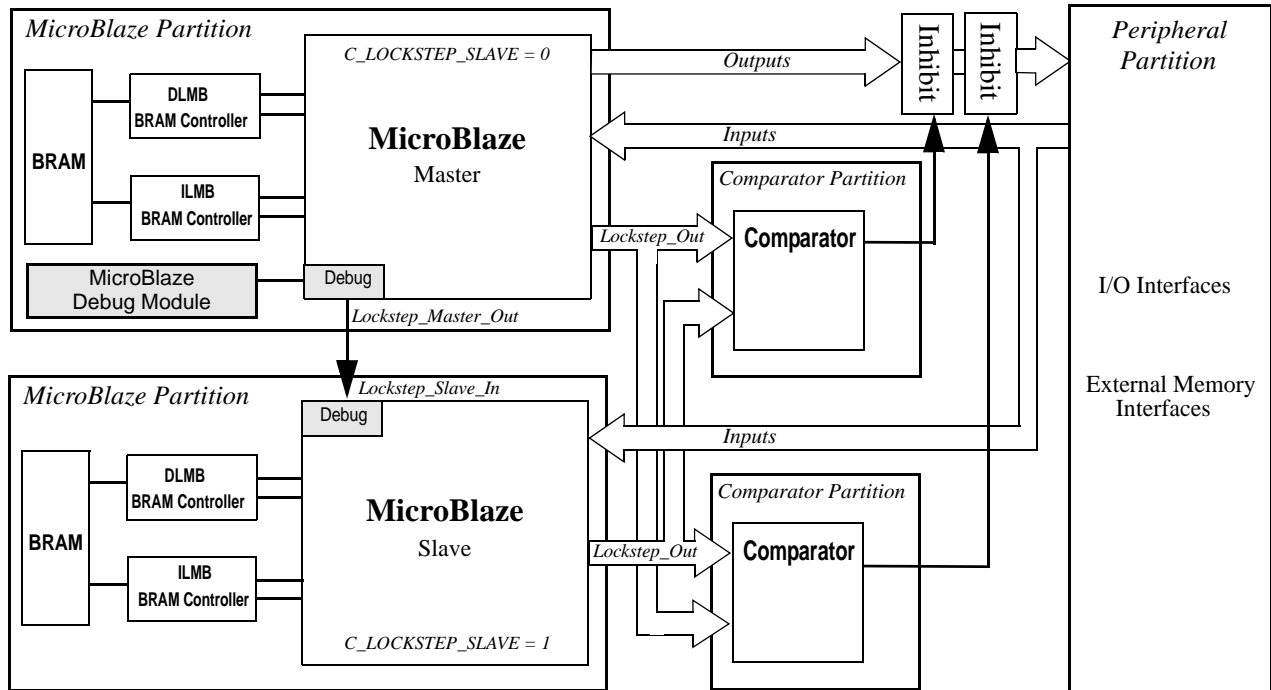 MicroBlaze Partition
C_LOCKSTEP_SLAVE = 0
DLMB
BRAM Controller
BRAM
ILMB
BRAM Controller
MicroBlaze
Master
MicroBlaze
Debug Module
Debug
Lockstep_Master_Out
Outputs
Inhibit
Inhibit
Inputs
Comparator Partition
Lockstep_Out
Comparator
Peripheral
Partition
I/O Interfaces
External Memory
Interfaces
MicroBlaze Partition
Lockstep_Slave_In
Debug
DLMB
BRAM Controller
BRAM
ILMB
BRAM Controller
MicroBlaze
Slave
C_LOCKSTEP_SLAVE = 1
Inputs
Comparator Partition
Lockstep_Out
Comparator